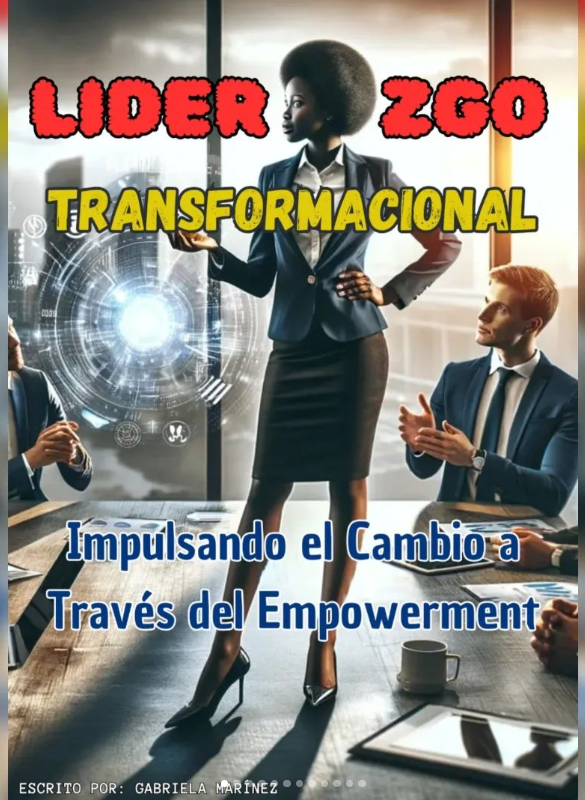 LIDER ZGO
TRANSFORMACIONAL
Impulsando el Cambio a
Través del Empowerment
ESCRITO POR: GABRIELA MARÍNEZ